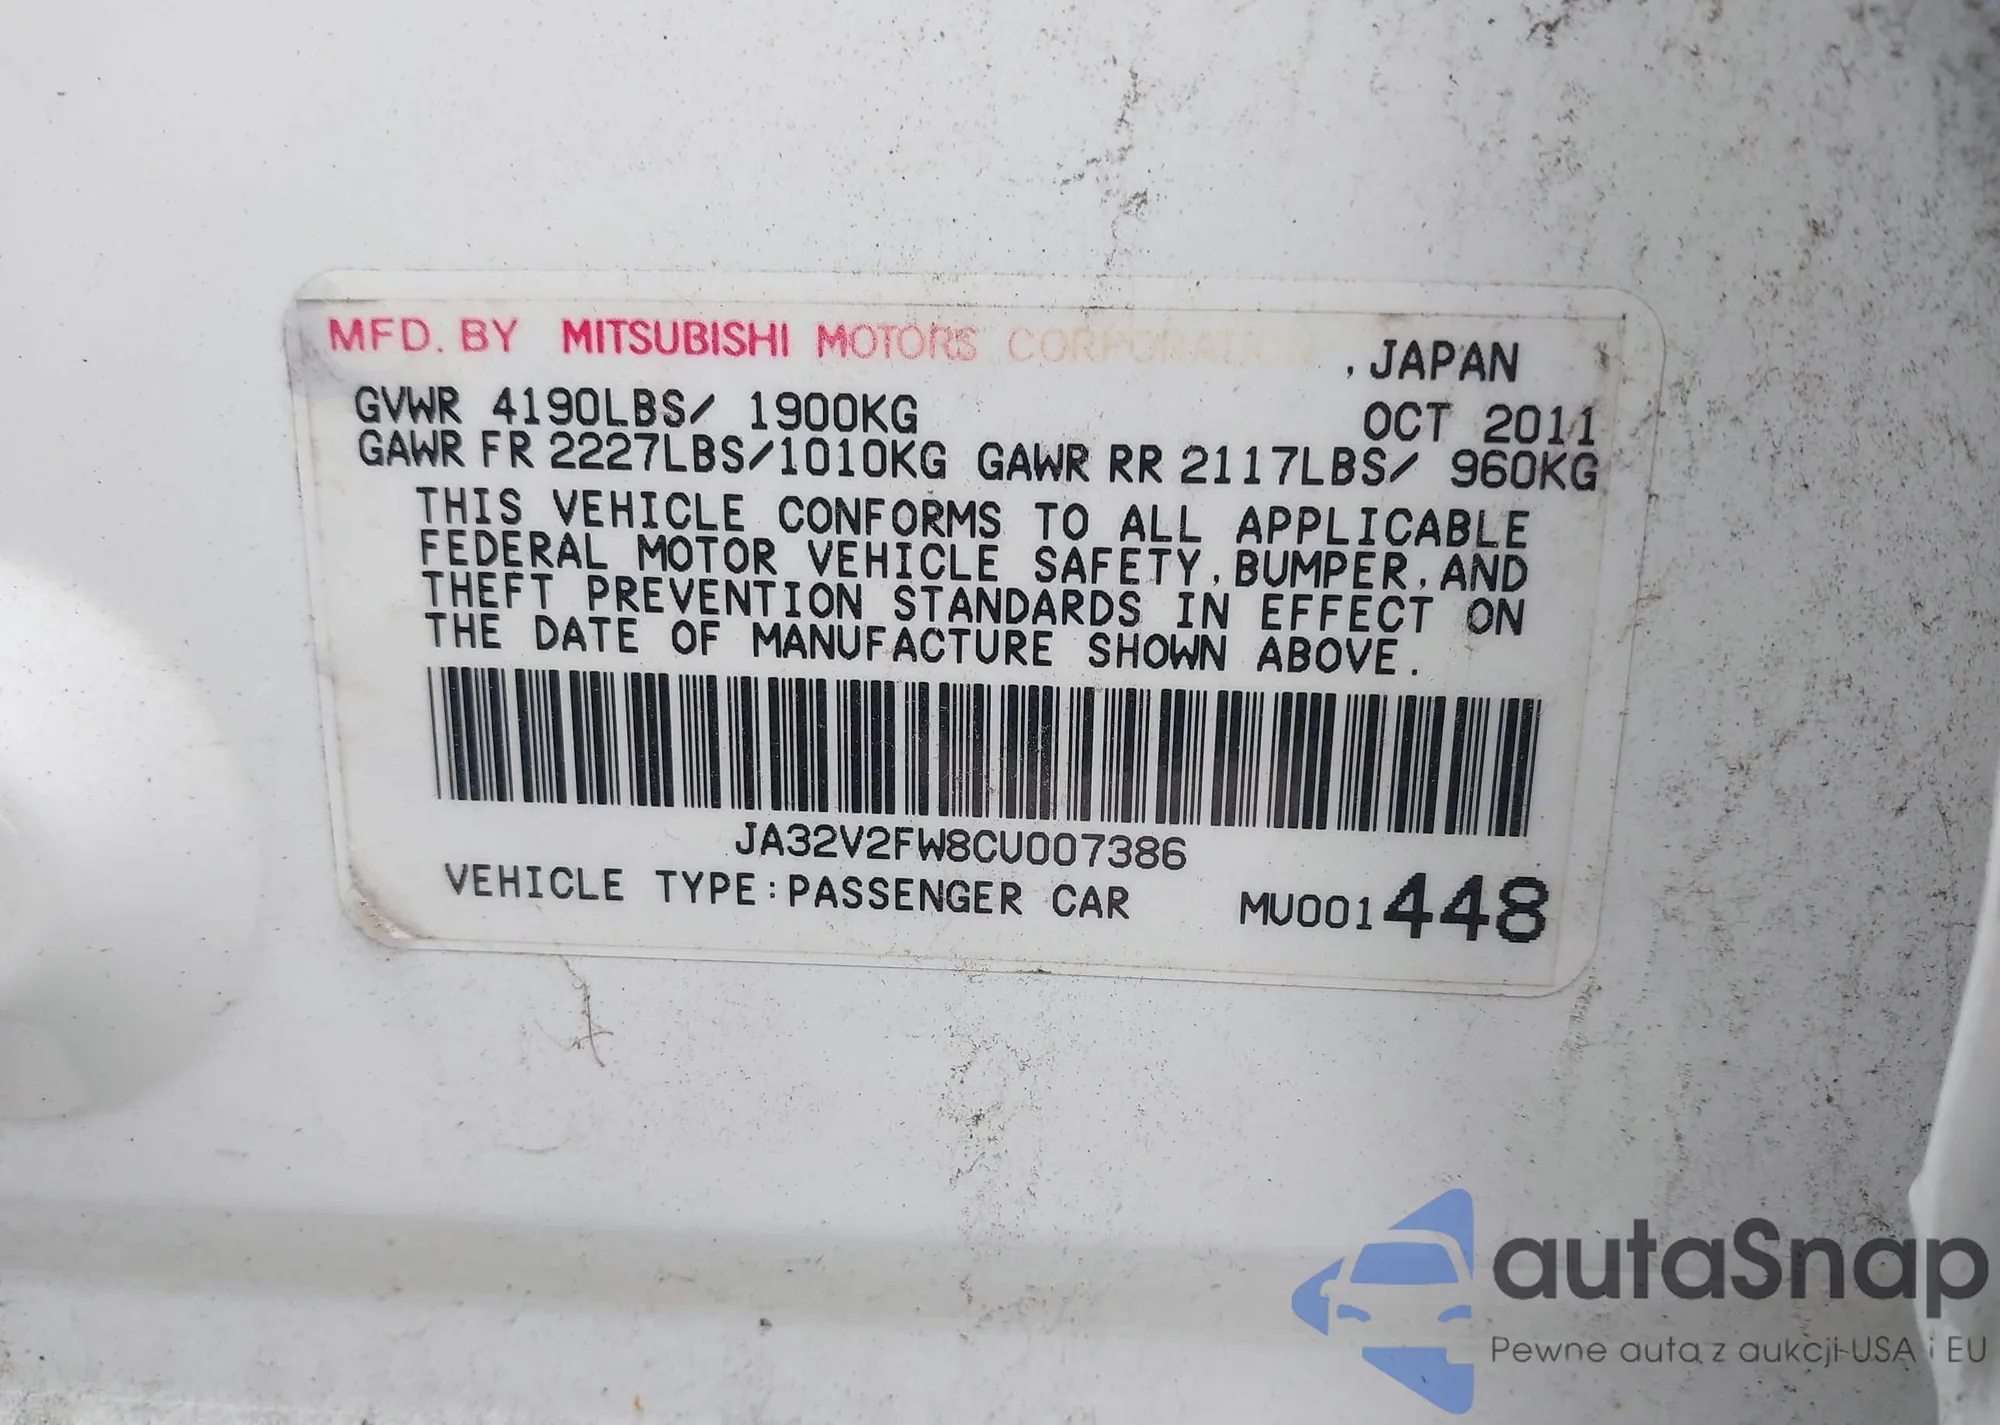 MFD. BY MITSUBISHI MOTORS CORPORATION
, JAPAN
GVWR 4190LBS/ 1900KG OCT 2011
GAWR FR 2227LBS/1010KG GAWR RR 2117LBS/ 960KG
THIS VEHICLE CONFORMS TO ALL APPLICABLE
FEDERAL MOTOR VEHICLE SAFETY, BUMPER, AND
THEFT PREVENTION STANDARDS IN EFFECT ON
THE DATE OF MANUFACTURE SHOWN ABOVE.
JA32V2FW8CU007386
VEHICLE TYPE:PASSENGER CAR MU001448
autaSnap
Pewne auta z aukcji USA i EU